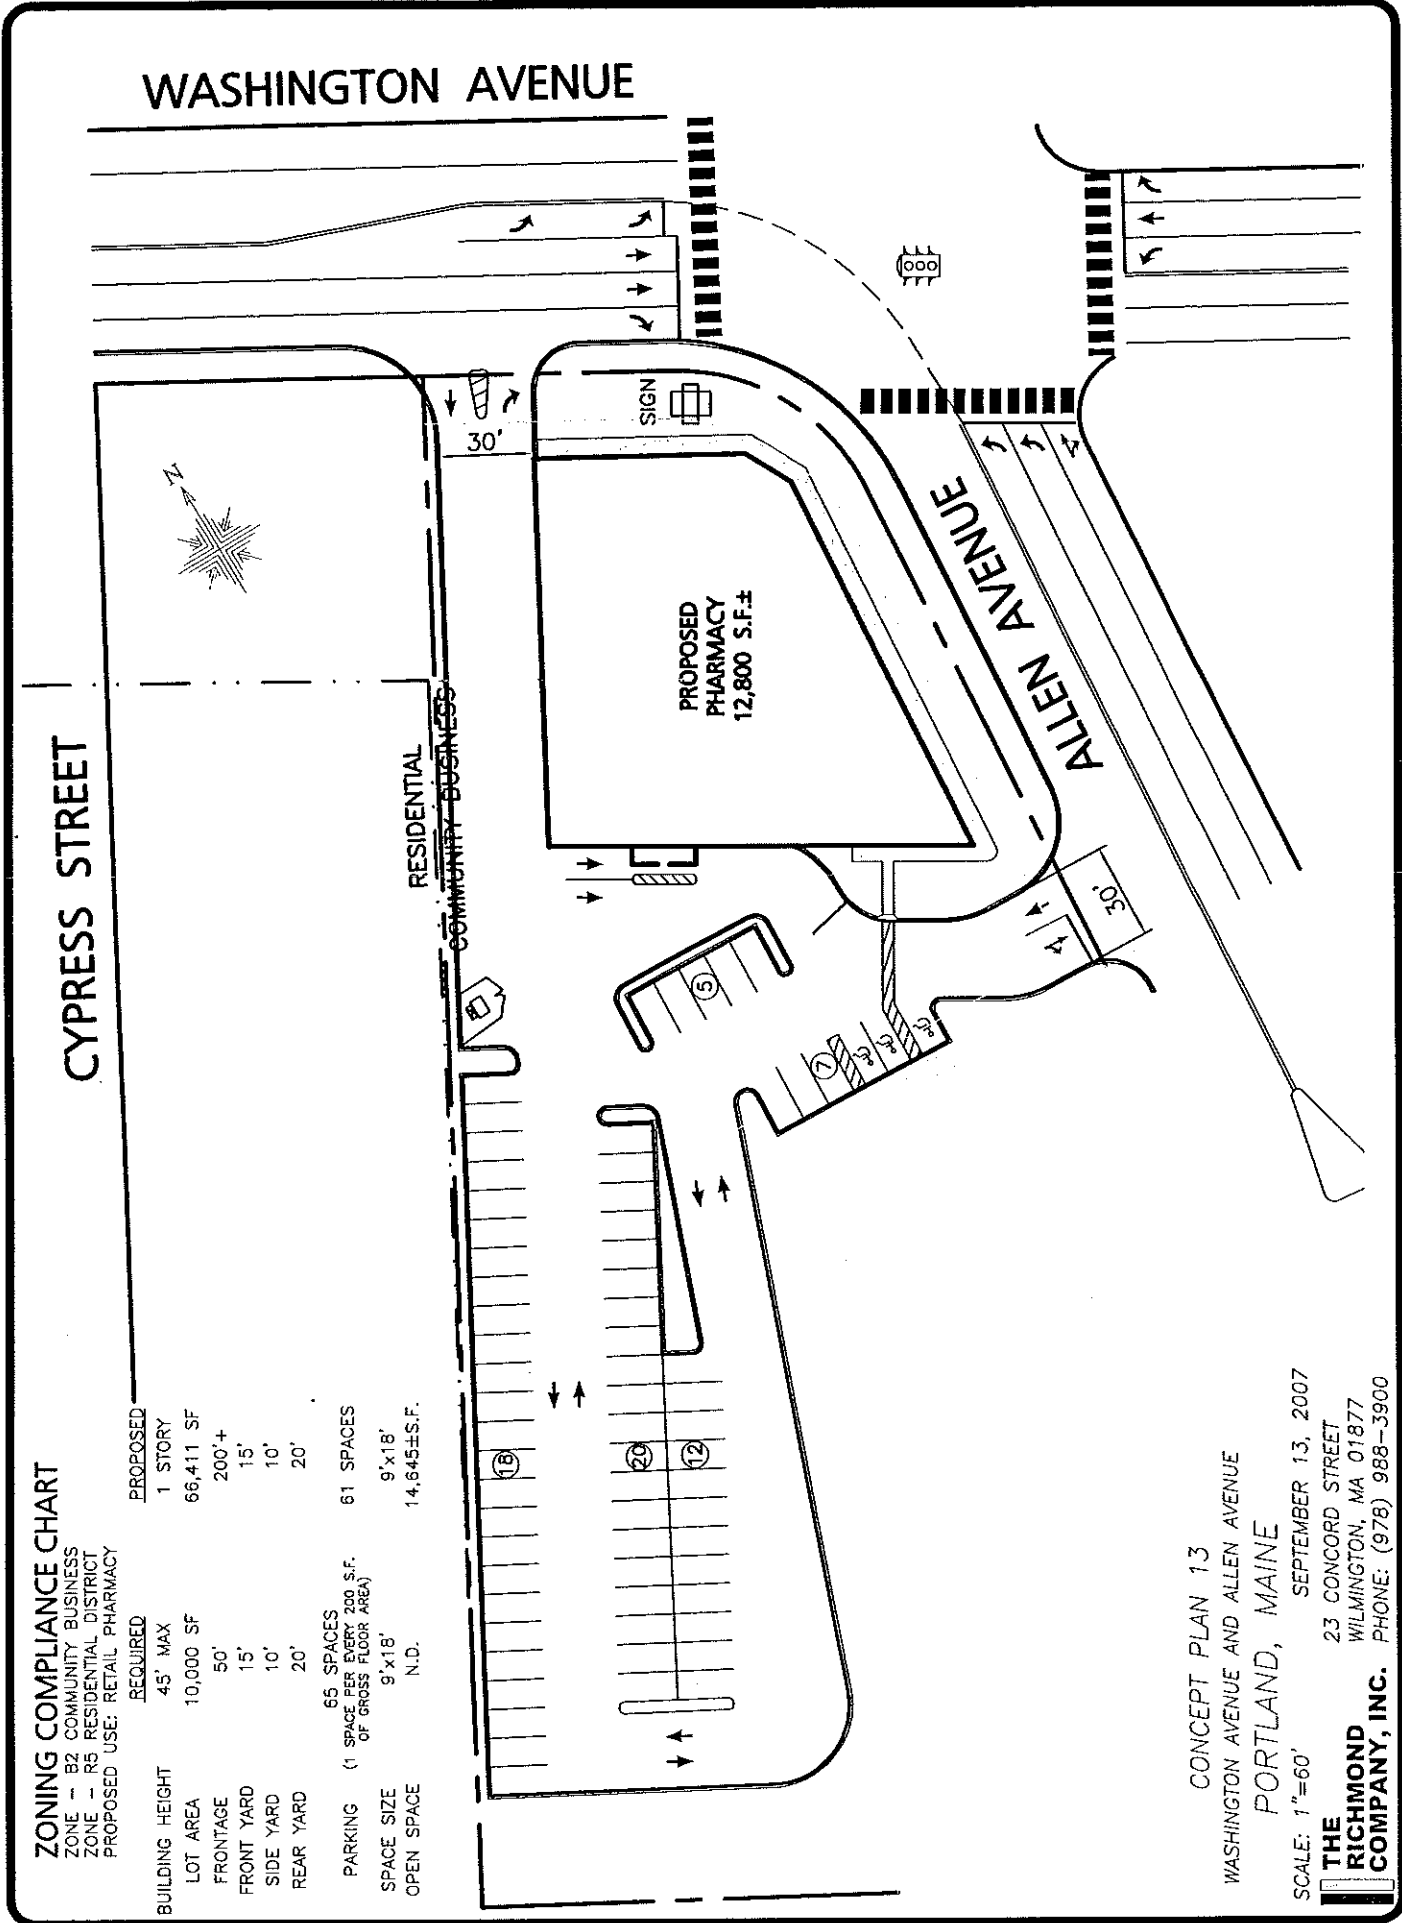 ZONING COMPLIANCE CHART
ZONE – B2 COMMUNITY BUSINESS
ZONE – R5 RESIDENTIAL DISTRICT
PROPOSED USE: RETAIL PHARMACY
REQUIRED PROPOSED
BUILDING HEIGHT 45' MAX 1 STORY
LOT AREA 10,000 SF 66,411 SF
FRONTAGE 50' 200'+
FRONT YARD 15' 15'
SIDE YARD 10' 10'
REAR YARD 20' 20'
PARKING 65 SPACES 61 SPACES
(1 SPACE PER EVERY 200 S.F.
OF GROSS FLOOR AREA)
SPACE SIZE 9'x18' 9'x18'
OPEN SPACE N.D. 14,645±S.F.
CYPRESS STREET
WASHINGTON AVENUE
N
RESIDENTIAL
COMMUNITY BUSINESS
30'
SIGN
PROPOSED
PHARMACY
12,800 S.F.±
ALLEN AVENUE
30'
18
20
12
5
7
CONCEPT PLAN 13
WASHINGTON AVENUE AND ALLEN AVENUE
PORTLAND, MAINE
SCALE: 1"=60' SEPTEMBER 13, 2007
THE
RICHMOND
COMPANY, INC.
23 CONCORD STREET
WILMINGTON, MA 01877
PHONE: (978) 988-3900